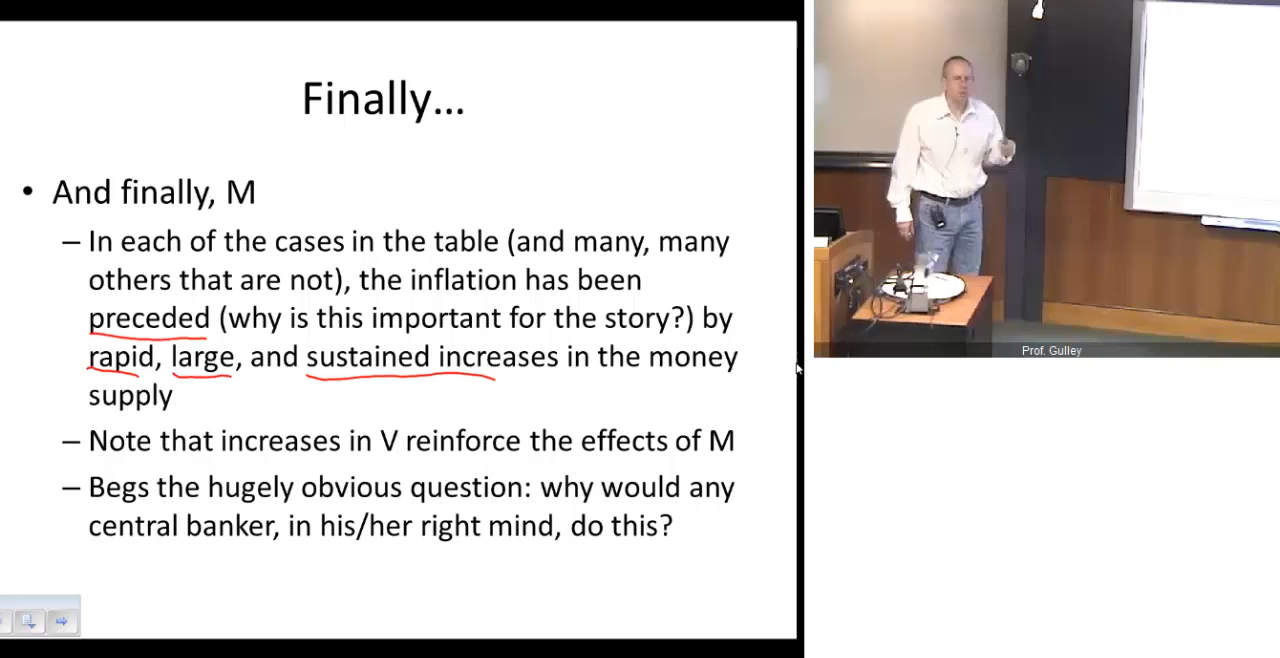 Finally...
• And finally, M
– In each of the cases in the table (and many, many
others that are not), the inflation has been
preceded (why is this important for the story?) by
rapid, large, and sustained increases in the money
supply
– Note that increases in V reinforce the effects of M
– Begs the hugely obvious question: why would any
central banker, in his/her right mind, do this?
Prof. Gulley